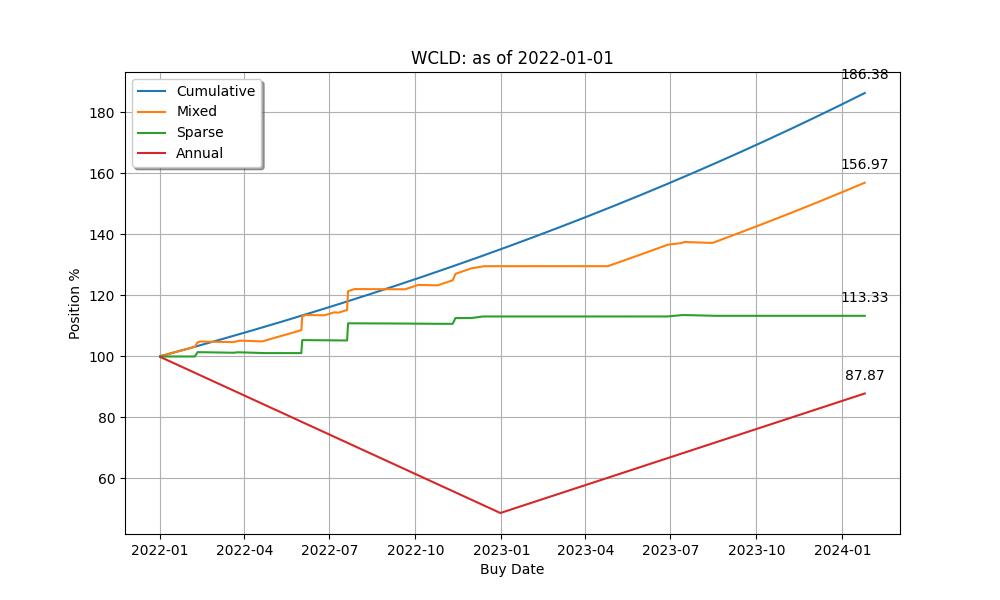 WCLD: as of 2022-01-01
186.38
Cumulative
Mixed
Sparse
Annual
156.97
113.33
87.87
180
160
140
120
100
80
60
Position %
2022-01
2022-04
2022-07
2022-10
2023-01
2023-04
2023-07
2023-10
2024-01
Buy Date